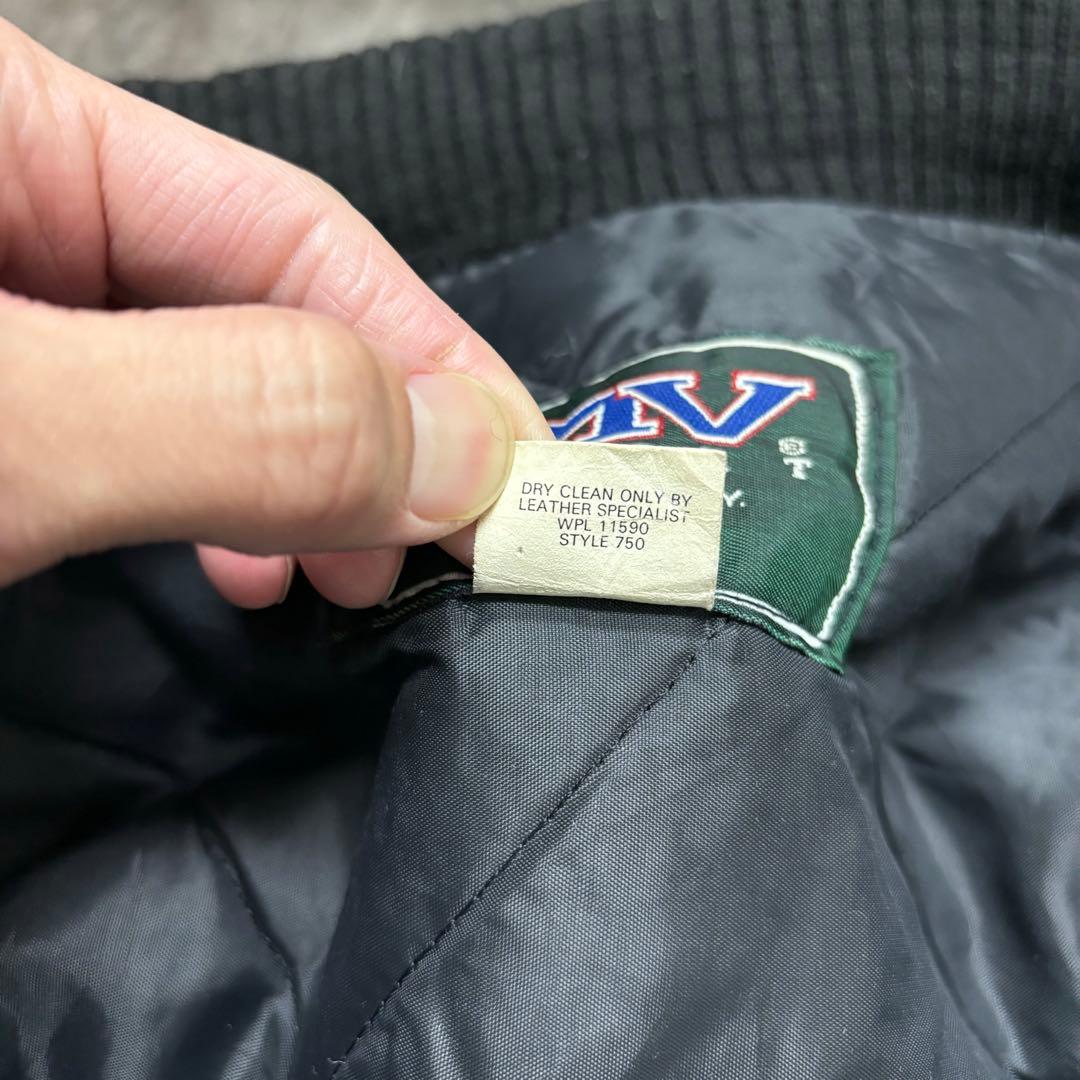 V
®
T
Y.
DRY CLEAN ONLY BY
LEATHER SPECIALIST
WPL 11590
STYLE 750